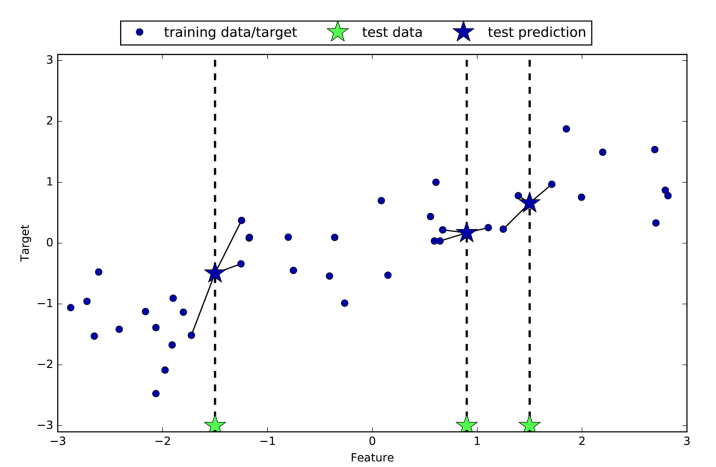 training data/target test data test prediction
3
2
1
0
−1
−2
−3
Target
−3 −2 −1 0 1 2 3
Feature